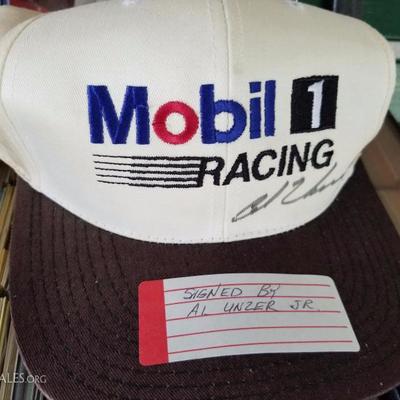 Mobil 1
RACING
SIGNED BY
AL UNZER JR.
ALES.ORG